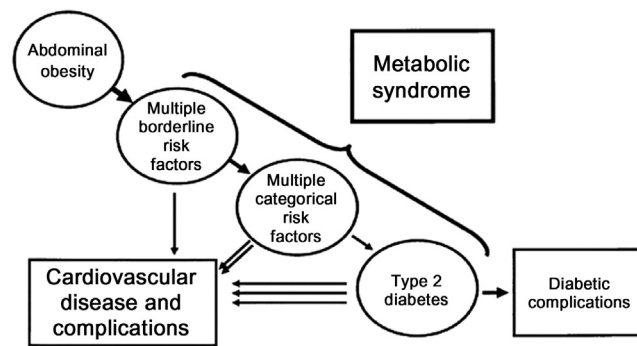 Abdominal
obesity
Metabolic
syndrome
Multiple
borderline
risk
factors
Multiple
categorical
risk
factors
Cardiovascular
disease and
complications
Type 2
diabetes
Diabetic
complications